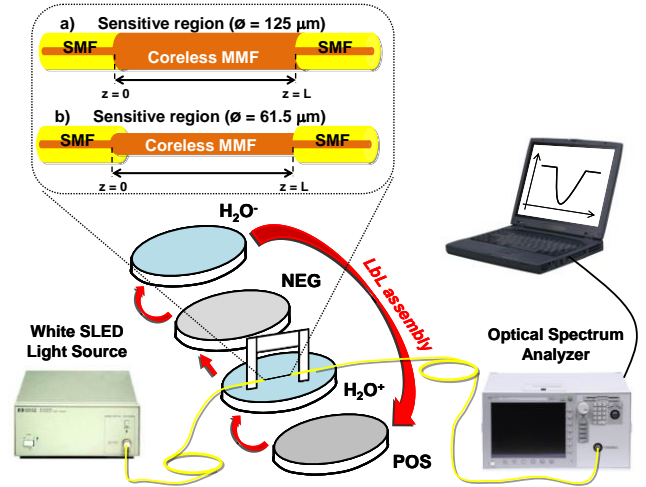 a) Sensitive region (ø = 125 µm)
SMF Coreless MMF SMF
z = 0 z = L
b) Sensitive region (ø = 61.5 µm)
SMF Coreless MMF SMF
z = 0 z = L
H₂O⁻
NEG
LbL assembly
White SLED
Light Source
Optical Spectrum
Analyzer
H₂O⁺
POS